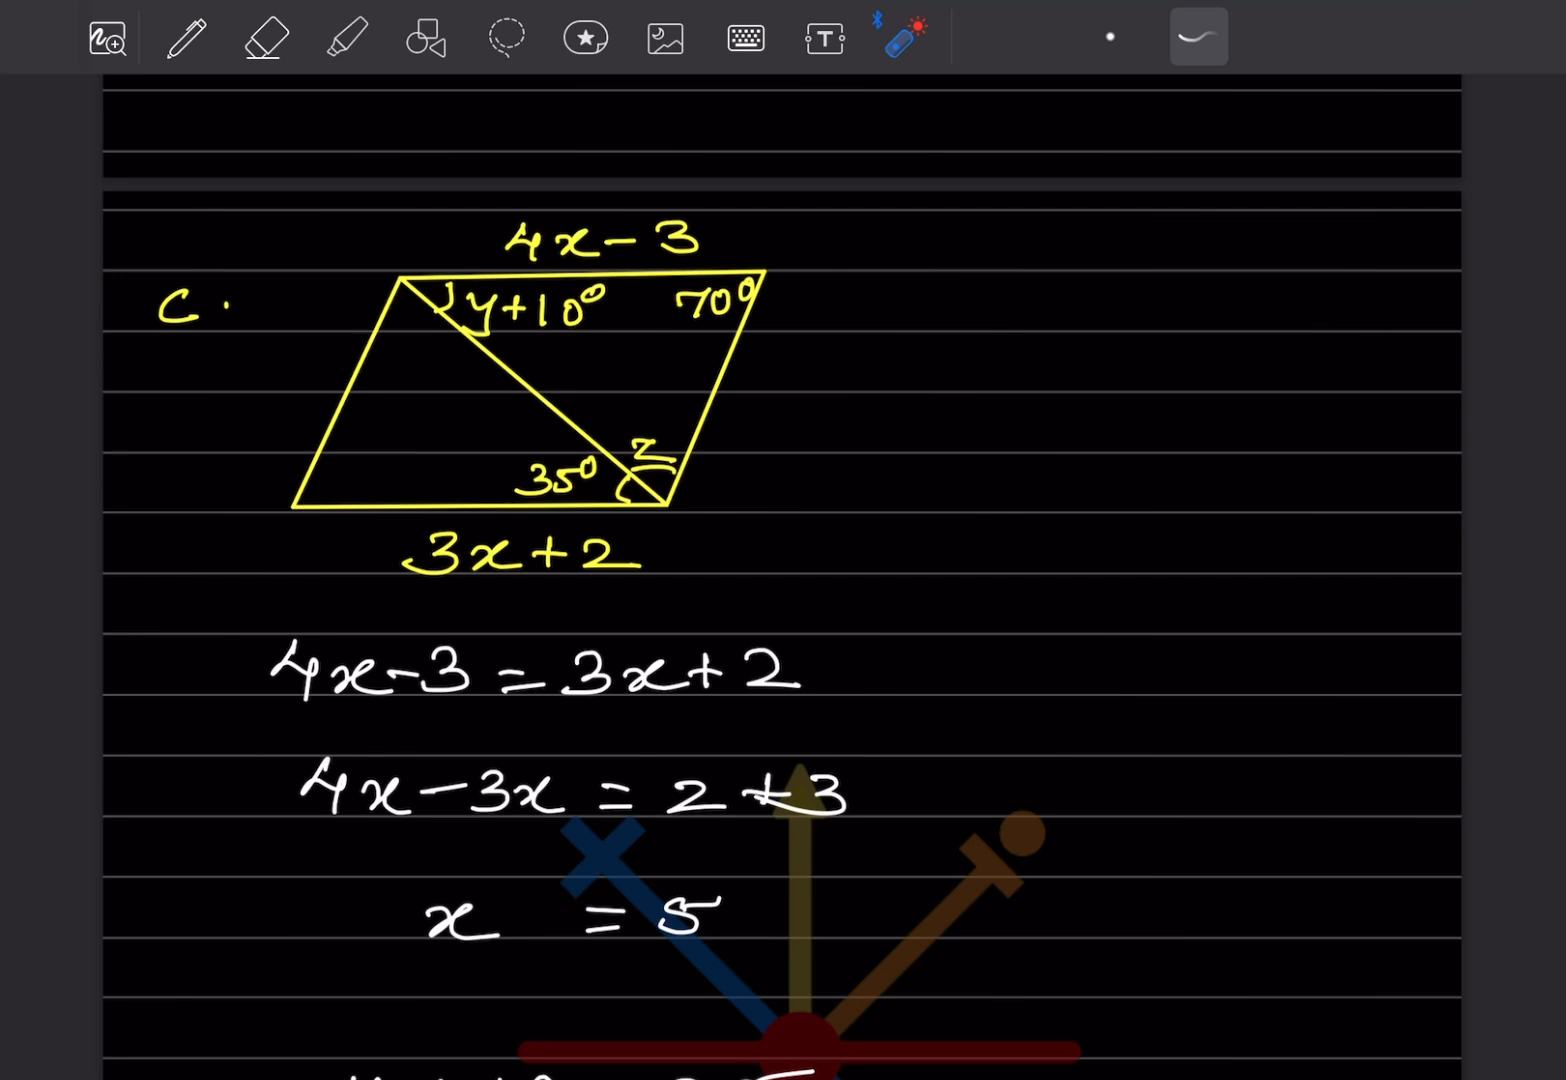 4x-3
C.
y+10°
70°
z
35°
3x+2
4x-3=3x+2
4x-3x=2+3
x = 5